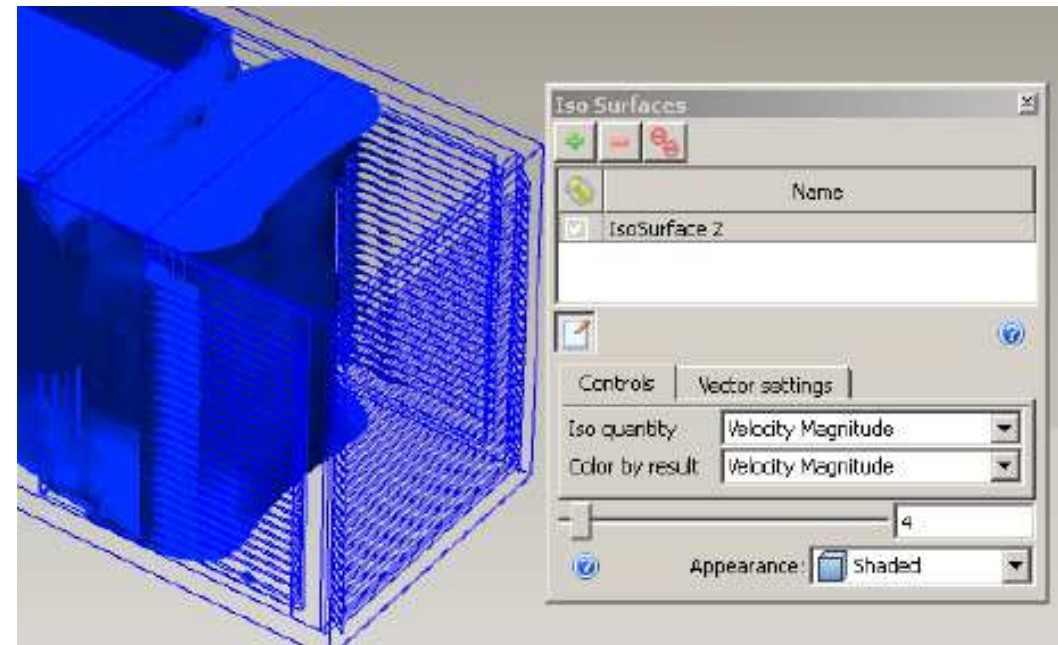 Iso Surfaces
Name
IsoSurface 2
Controls
Vector settings
Iso quantity
Velocity Magnitude
Color by result
Velocity Magnitude
4
Appearance:
Shaded